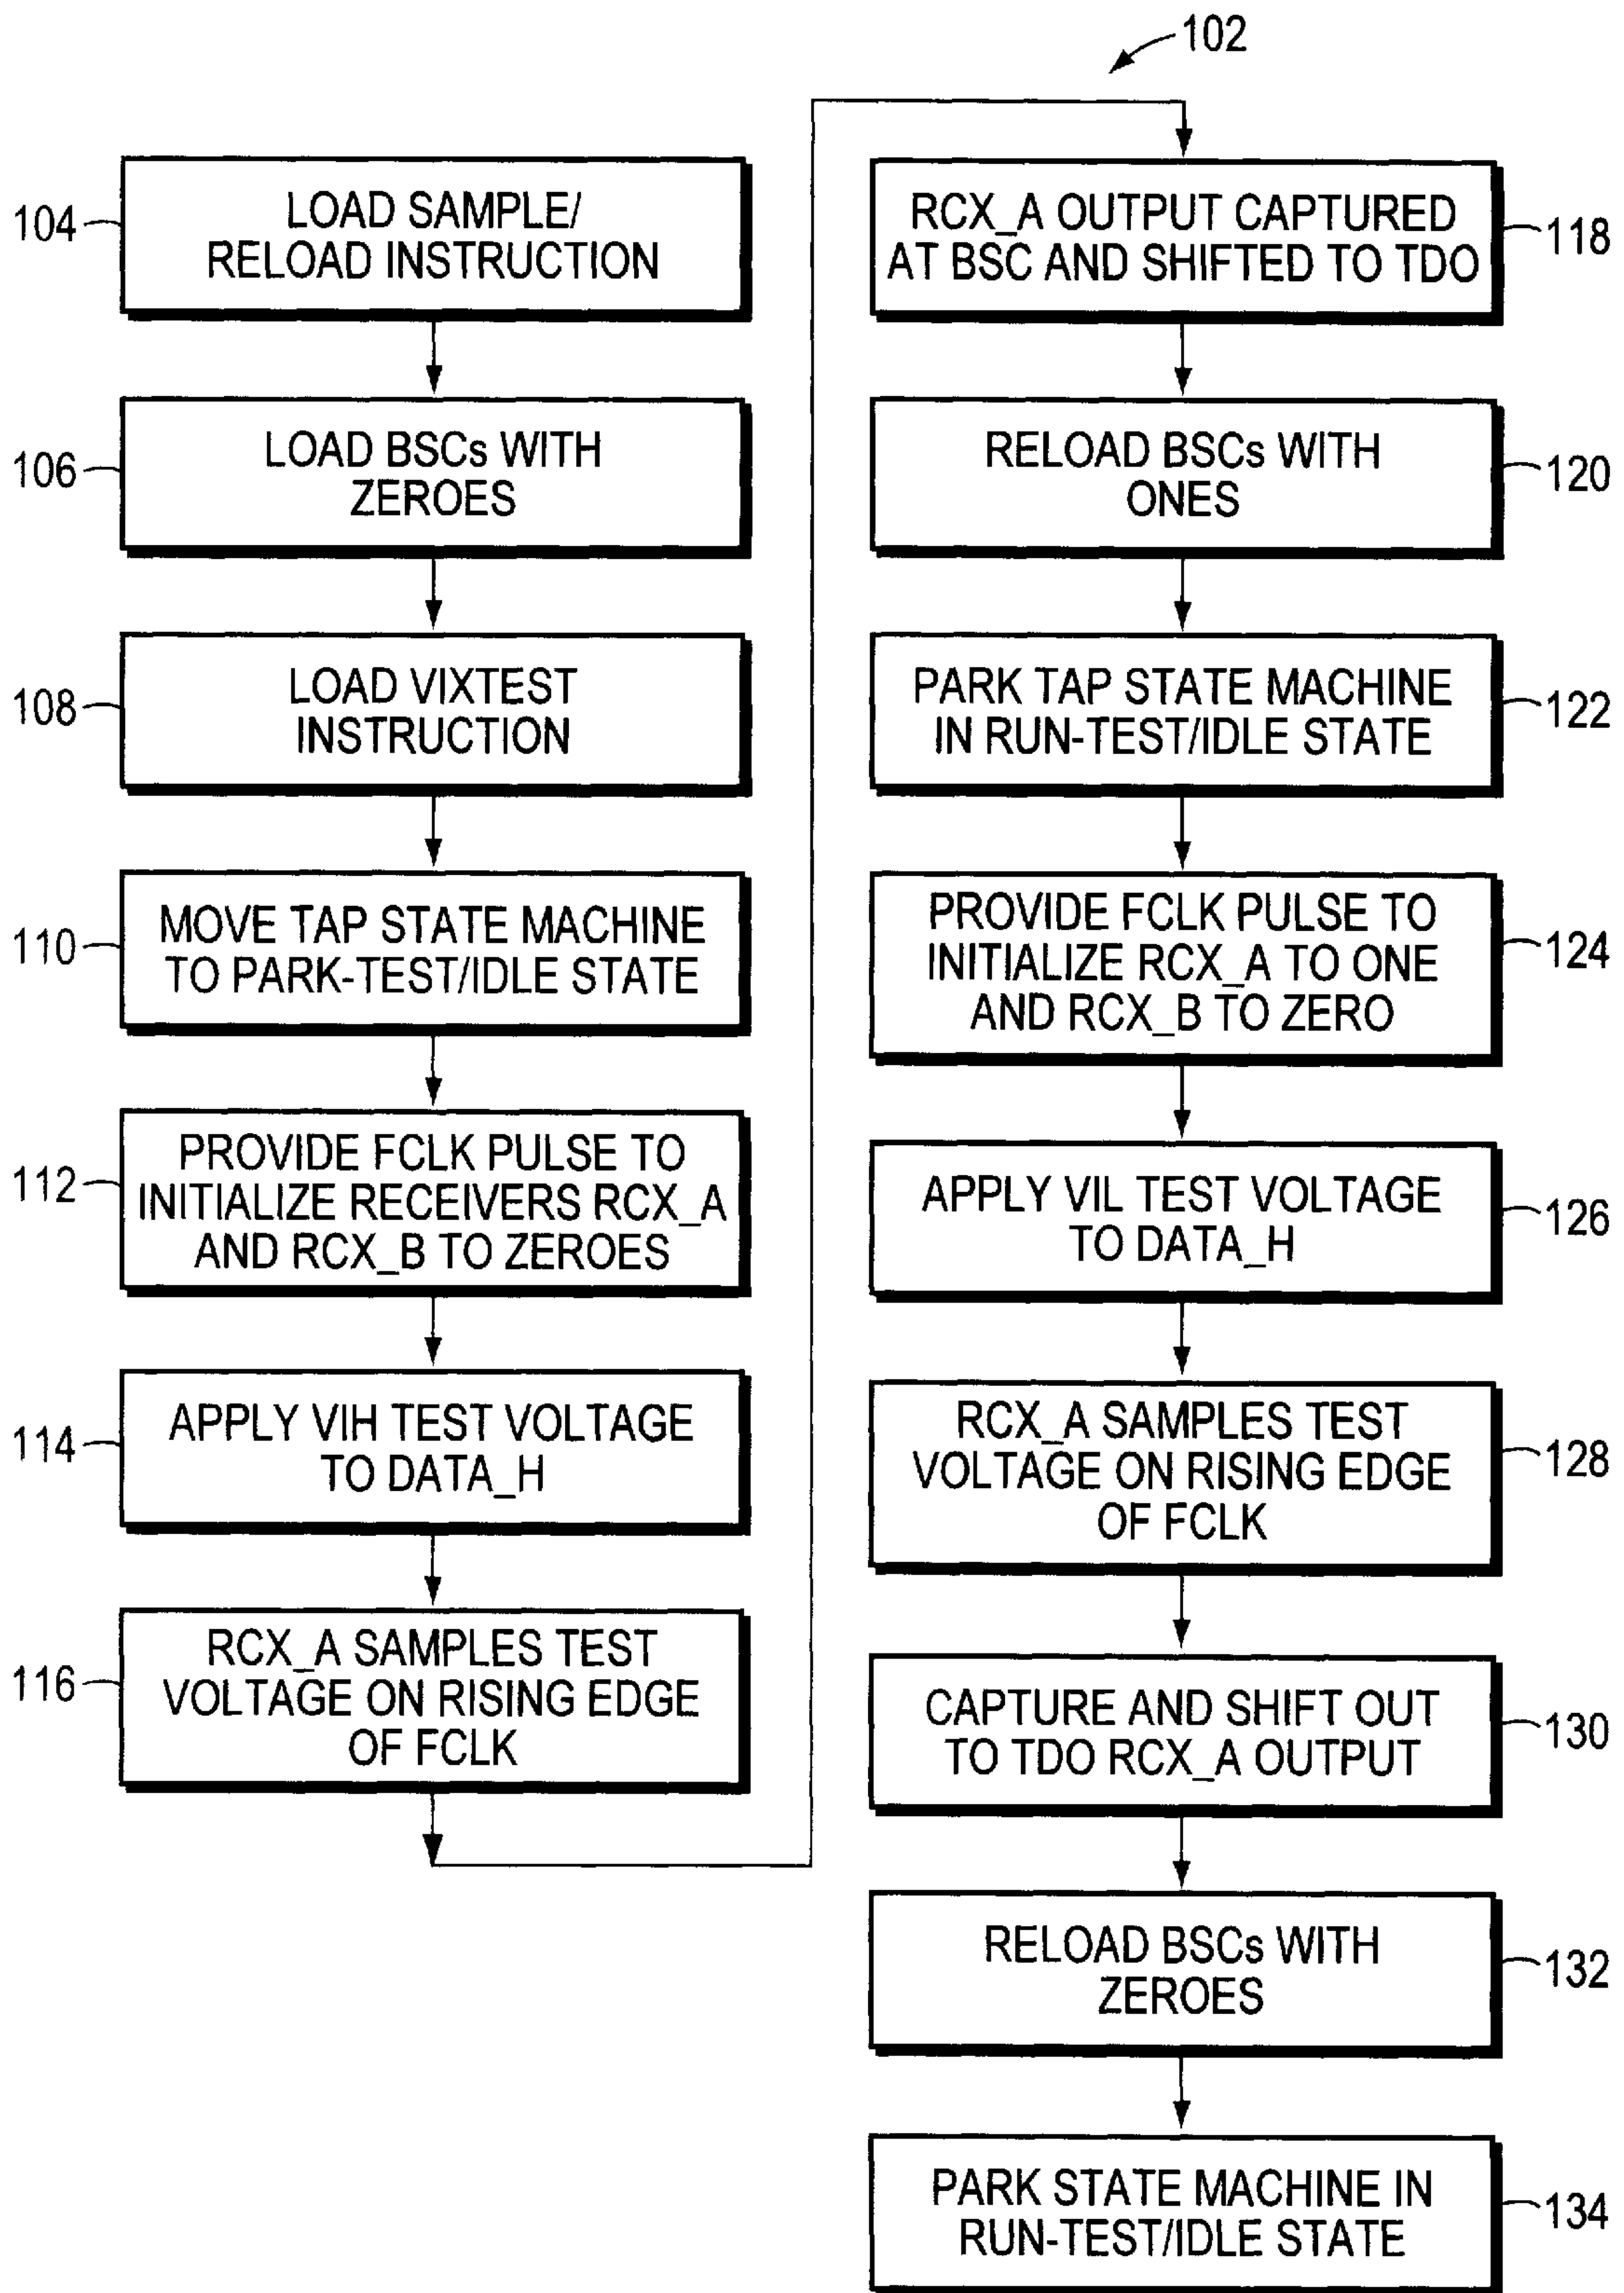 102
104
LOAD SAMPLE/
RELOAD INSTRUCTION
106
LOAD BSCs WITH
ZEROES
108
LOAD VIXTEST
INSTRUCTION
110
MOVE TAP STATE MACHINE
TO PARK-TEST/IDLE STATE
112
PROVIDE FCLK PULSE TO
INITIALIZE RECEIVERS RCX_A
AND RCX_B TO ZEROES
114
APPLY VIH TEST VOLTAGE
TO DATA_H
116
RCX_A SAMPLES TEST
VOLTAGE ON RISING EDGE
OF FCLK
RCX_A OUTPUT CAPTURED
AT BSC AND SHIFTED TO TDO
118
RELOAD BSCs WITH
ONES
120
PARK TAP STATE MACHINE
IN RUN-TEST/IDLE STATE
122
PROVIDE FCLK PULSE TO
INITIALIZE RCX_A TO ONE
AND RCX_B TO ZERO
124
APPLY VIL TEST VOLTAGE
TO DATA_H
126
RCX_A SAMPLES TEST
VOLTAGE ON RISING EDGE
OF FCLK
128
CAPTURE AND SHIFT OUT
TO TDO RCX_A OUTPUT
130
RELOAD BSCs WITH
ZEROES
132
PARK STATE MACHINE IN
RUN-TEST/IDLE STATE
134